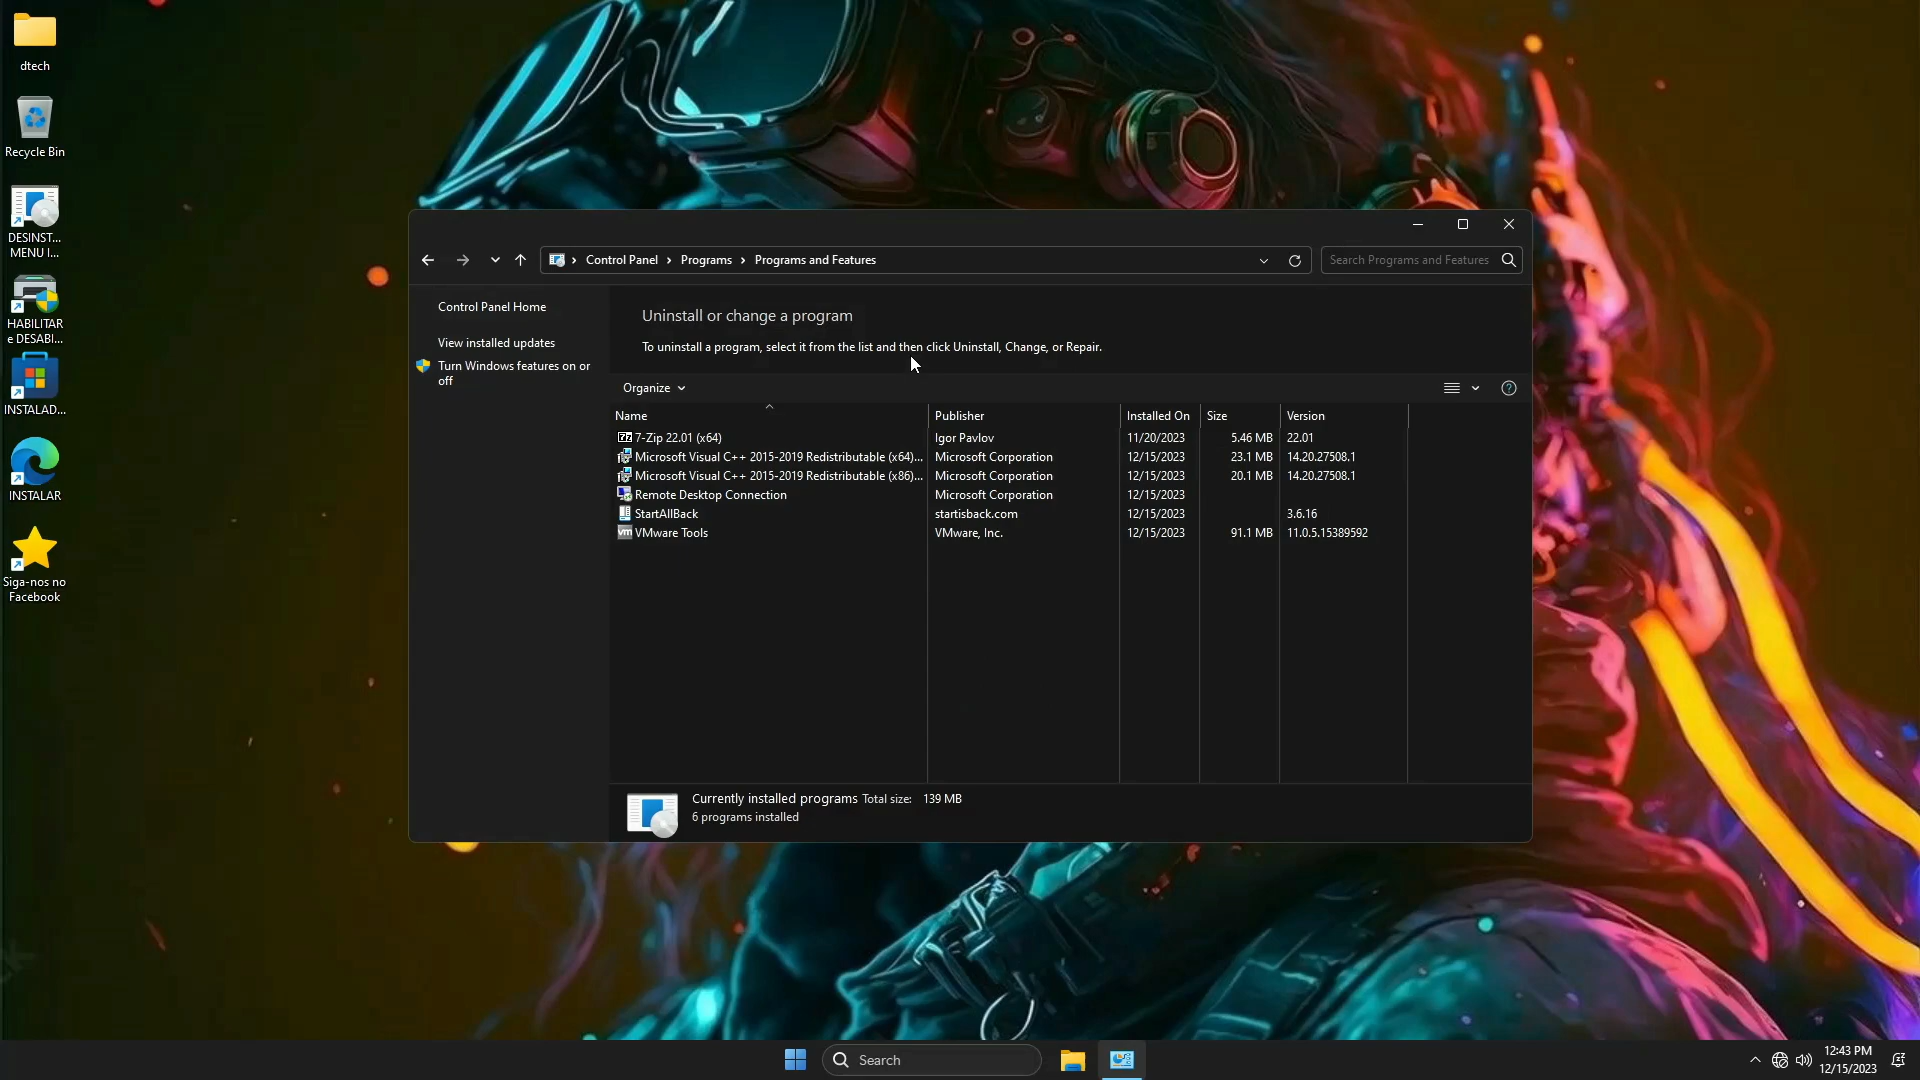 dtech
Recycle Bin
DESINST...
MENU I...
HABILITAR
e DESABI...
INSTALAD...
INSTALAR
Siga-nos no
Facebook
Control Panel
Programs
Programs and Features
Search Programs and Features
Control Panel Home
View installed updates
Turn Windows features on or
off
Uninstall or change a program
To uninstall a program, select it from the list and then click Uninstall, Change, or Repair.
Organize
Name Publisher Installed On Size Version
7-Zip 22.01 (x64) Igor Pavlov 11/20/2023 5.46 MB 22.01
Microsoft Visual C++ 2015-2019 Redistributable (x64)... Microsoft Corporation 12/15/2023 23.1 MB 14.20.27508.1
Microsoft Visual C++ 2015-2019 Redistributable (x86)... Microsoft Corporation 12/15/2023 20.1 MB 14.20.27508.1
Remote Desktop Connection Microsoft Corporation 12/15/2023
StartAllBack startisback.com 12/15/2023 3.6.16
VMware Tools VMware, Inc. 12/15/2023 91.1 MB 11.0.5.15389592
Currently installed programs Total size: 139 MB
6 programs installed
Search
12:43 PM
12/15/2023